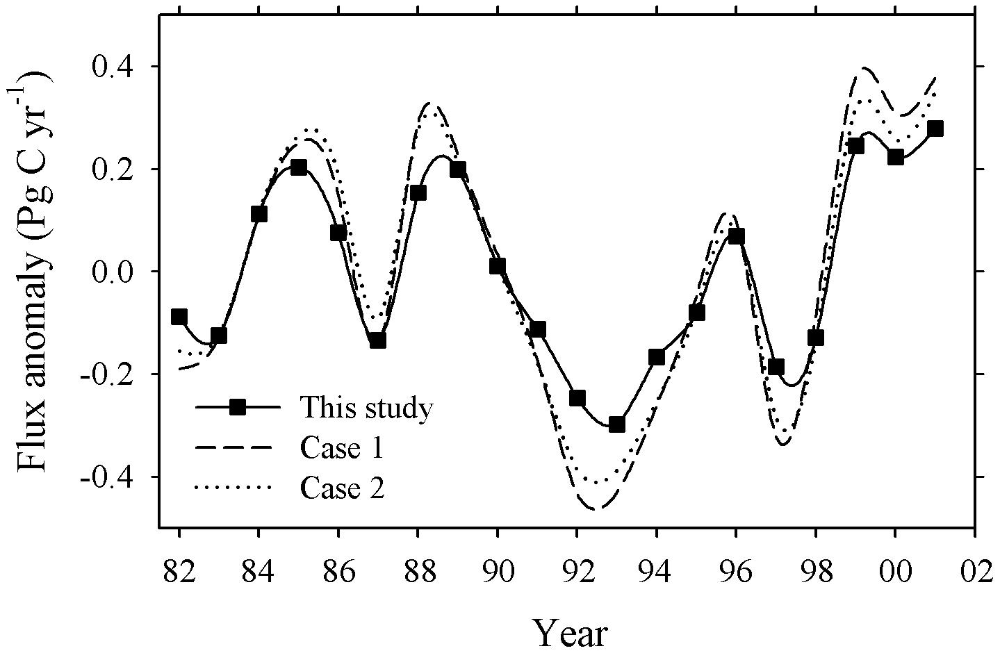 Flux anomaly (Pg C yr-1)
0.4
0.2
0.0
-0.2
-0.4
This study
Case 1
Case 2
82 84 86 88 90 92 94 96 98 00 02
Year